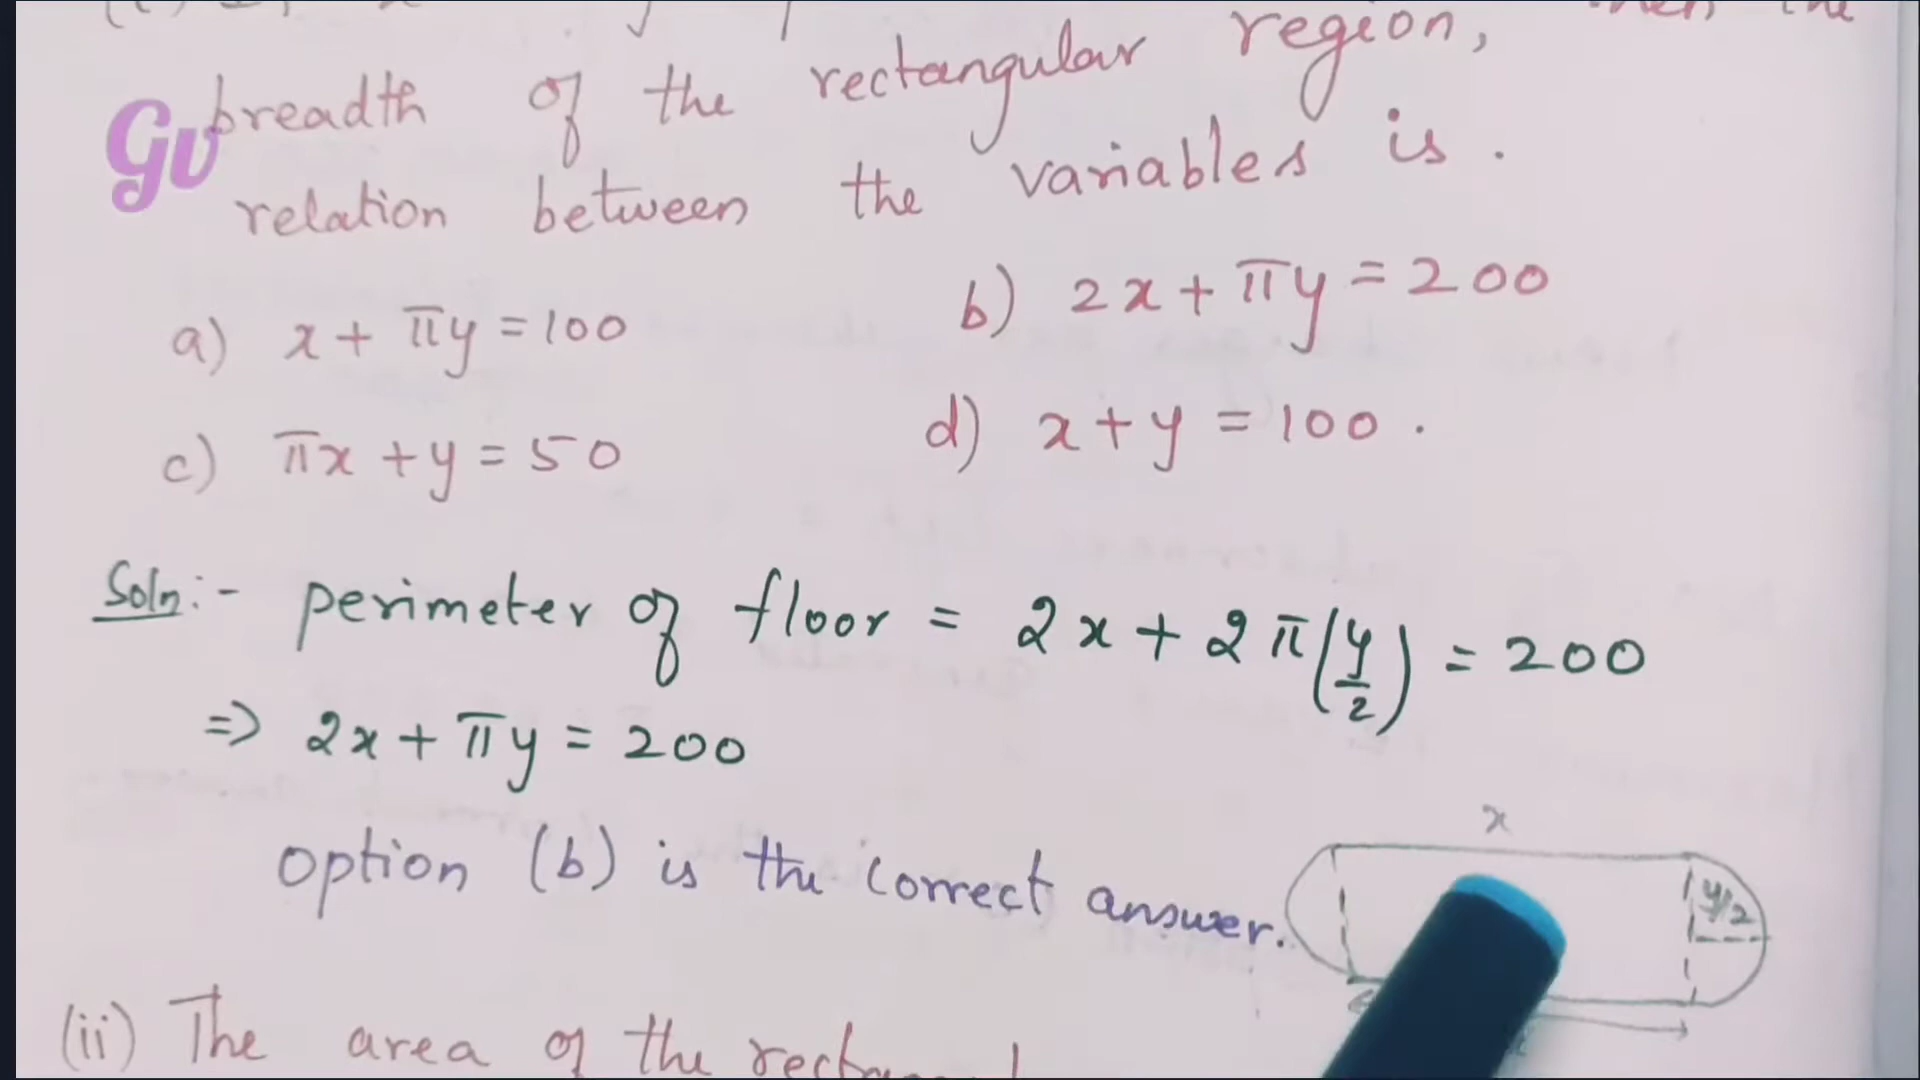 region, the
breadth of the rectangular
relation between the variables is.
a) x + πy = 100
b) 2x + πy = 200
c) πx + y = 50
d) x + y = 100.
Soln:- perimeter of floor = 2x + 2π(y/2) = 200
=> 2x + πy = 200
option (b) is the correct answer.
x
y/2
(ii) The area of the
Gv